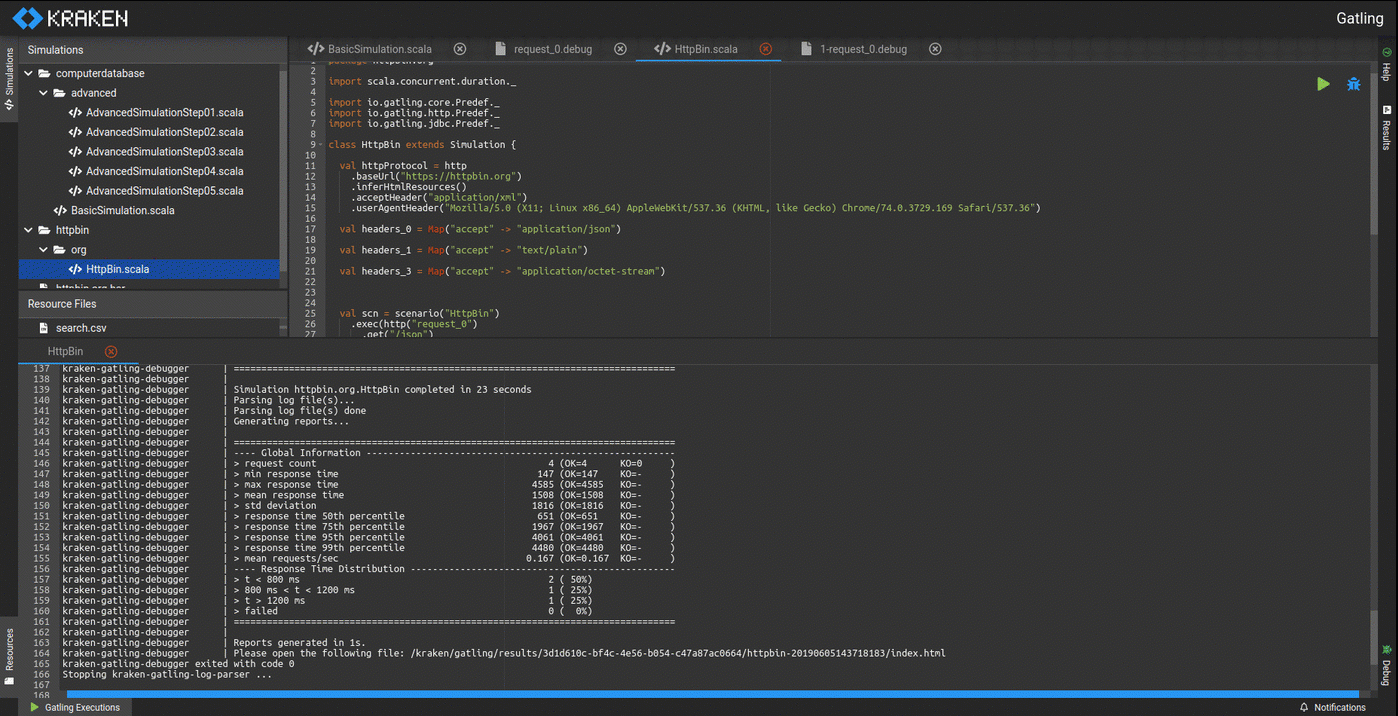 KRAKEN
Gatling
Simulations
Simulations
computerdatabase
advanced
AdvancedSimulationStep01.scala
AdvancedSimulationStep02.scala
AdvancedSimulationStep03.scala
AdvancedSimulationStep04.scala
AdvancedSimulationStep05.scala
BasicSimulation.scala
httpbin
org
HttpBin.scala
httpbin.org.har
Resource Files
search.csv
BasicSimulation.scala
request_0.debug
HttpBin.scala
1-request_0.debug
1 package httpbin.org
2
3 import scala.concurrent.duration._
4
5 import io.gatling.core.Predef._
6 import io.gatling.http.Predef._
7 import io.gatling.jdbc.Predef._
8
9 class HttpBin extends Simulation {
10
11 val httpProtocol = http
12 .baseUrl("https://httpbin.org")
13 .inferHtmlResources()
14 .acceptHeader("application/xml")
15 .userAgentHeader("Mozilla/5.0 (X11; Linux x86_64) AppleWebKit/537.36 (KHTML, like Gecko) Chrome/74.0.3729.169 Safari/537.36")
16
17 val headers_0 = Map("accept" -> "application/json")
18
19 val headers_1 = Map("accept" -> "text/plain")
20
21 val headers_3 = Map("accept" -> "application/octet-stream")
22
23
24
25 val scn = scenario("HttpBin")
26 .exec(http("request_0")
27 .get("/json")
Help
Results
HttpBin
137 kraken-gatling-debugger | ================================================================================
138 kraken-gatling-debugger |
139 kraken-gatling-debugger | Simulation httpbin.org.HttpBin completed in 23 seconds
140 kraken-gatling-debugger | Parsing log file(s)...
141 kraken-gatling-debugger | Parsing log file(s) done
142 kraken-gatling-debugger | Generating reports...
143 kraken-gatling-debugger |
144 kraken-gatling-debugger | ================================================================================
145 kraken-gatling-debugger | ---- Global Information --------------------------------------------------------
146 kraken-gatling-debugger | > request count 4 (OK=4 KO=0 )
147 kraken-gatling-debugger | > min response time 147 (OK=147 KO=- )
148 kraken-gatling-debugger | > max response time 4585 (OK=4585 KO=- )
149 kraken-gatling-debugger | > mean response time 1508 (OK=1508 KO=- )
150 kraken-gatling-debugger | > std deviation 1816 (OK=1816 KO=- )
151 kraken-gatling-debugger | > response time 50th percentile 651 (OK=651 KO=- )
152 kraken-gatling-debugger | > response time 75th percentile 1967 (OK=1967 KO=- )
153 kraken-gatling-debugger | > response time 95th percentile 4061 (OK=4061 KO=- )
154 kraken-gatling-debugger | > response time 99th percentile 4480 (OK=4480 KO=- )
155 kraken-gatling-debugger | > mean requests/sec 0.167 (OK=0.167 KO=- )
156 kraken-gatling-debugger | ---- Response Time Distribution ------------------------------------------------
157 kraken-gatling-debugger | > t < 800 ms 2 ( 50%)
158 kraken-gatling-debugger | > 800 ms < t < 1200 ms 1 ( 25%)
159 kraken-gatling-debugger | > t > 1200 ms 1 ( 25%)
160 kraken-gatling-debugger | > failed 0 ( 0%)
161 kraken-gatling-debugger | ================================================================================
162 kraken-gatling-debugger |
163 kraken-gatling-debugger | Reports generated in 1s.
164 kraken-gatling-debugger | Please open the following file: /kraken/gatling/results/3d1d610c-bf4c-4e56-b054-c47a87ac0664/httpbin-20190605143718183/index.html
165 kraken-gatling-debugger exited with code 0
166 Stopping kraken-gatling-log-parser ...
167
168
Resources
Debug
Gatling Executions
Notifications